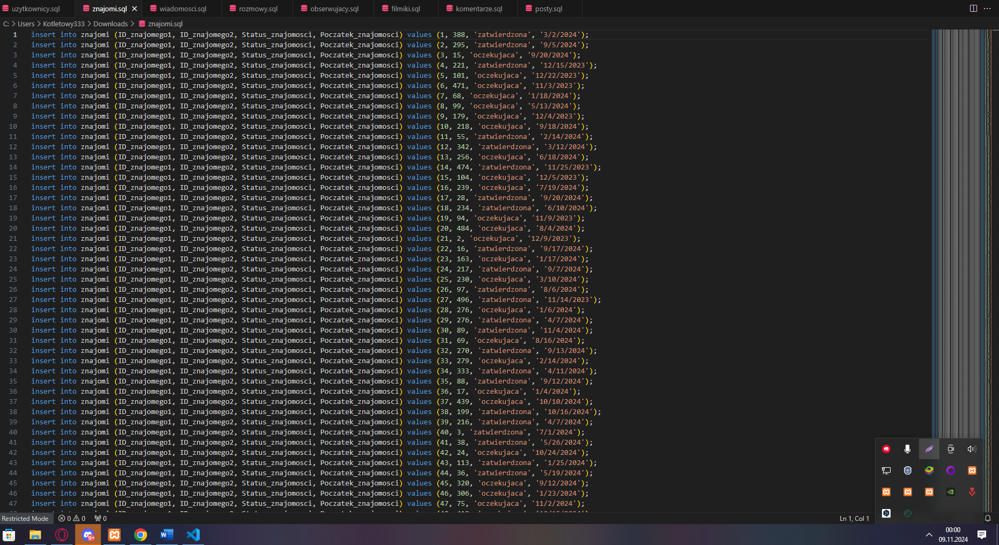 uzytkownicy.sql znajomi.sql wiadomosci.sql rozmowy.sql obserwujacy.sql filmiki.sql komentarze.sql posty.sql
C: > Users > Kotletowy333 > Downloads > znajomi.sql
1 insert into znajomi (ID_znajomego1, ID_znajomego2, Status_znajomosci, Poczatek_znajomosci) values (1, 388, 'zatwierdzona', '3/2/2024');
2 insert into znajomi (ID_znajomego1, ID_znajomego2, Status_znajomosci, Poczatek_znajomosci) values (2, 295, 'zatwierdzona', '9/5/2024');
3 insert into znajomi (ID_znajomego1, ID_znajomego2, Status_znajomosci, Poczatek_znajomosci) values (3, 15, 'oczekujaca', '9/20/2024');
4 insert into znajomi (ID_znajomego1, ID_znajomego2, Status_znajomosci, Poczatek_znajomosci) values (4, 221, 'zatwierdzona', '12/15/2023');
5 insert into znajomi (ID_znajomego1, ID_znajomego2, Status_znajomosci, Poczatek_znajomosci) values (5, 101, 'oczekujaca', '12/22/2023');
6 insert into znajomi (ID_znajomego1, ID_znajomego2, Status_znajomosci, Poczatek_znajomosci) values (6, 471, 'oczekujaca', '11/3/2023');
7 insert into znajomi (ID_znajomego1, ID_znajomego2, Status_znajomosci, Poczatek_znajomosci) values (7, 68, 'oczekujaca', '1/18/2024');
8 insert into znajomi (ID_znajomego1, ID_znajomego2, Status_znajomosci, Poczatek_znajomosci) values (8, 99, 'oczekujaca', '5/13/2024');
9 insert into znajomi (ID_znajomego1, ID_znajomego2, Status_znajomosci, Poczatek_znajomosci) values (9, 179, 'oczekujaca', '12/4/2023');
10 insert into znajomi (ID_znajomego1, ID_znajomego2, Status_znajomosci, Poczatek_znajomosci) values (10, 218, 'oczekujaca', '9/18/2024');
11 insert into znajomi (ID_znajomego1, ID_znajomego2, Status_znajomosci, Poczatek_znajomosci) values (11, 55, 'zatwierdzona', '2/14/2024');
12 insert into znajomi (ID_znajomego1, ID_znajomego2, Status_znajomosci, Poczatek_znajomosci) values (12, 342, 'zatwierdzona', '3/12/2024');
13 insert into znajomi (ID_znajomego1, ID_znajomego2, Status_znajomosci, Poczatek_znajomosci) values (13, 256, 'oczekujaca', '6/18/2024');
14 insert into znajomi (ID_znajomego1, ID_znajomego2, Status_znajomosci, Poczatek_znajomosci) values (14, 474, 'zatwierdzona', '11/25/2023');
15 insert into znajomi (ID_znajomego1, ID_znajomego2, Status_znajomosci, Poczatek_znajomosci) values (15, 104, 'oczekujaca', '12/5/2023');
16 insert into znajomi (ID_znajomego1, ID_znajomego2, Status_znajomosci, Poczatek_znajomosci) values (16, 239, 'oczekujaca', '7/19/2024');
17 insert into znajomi (ID_znajomego1, ID_znajomego2, Status_znajomosci, Poczatek_znajomosci) values (17, 28, 'zatwierdzona', '9/20/2024');
18 insert into znajomi (ID_znajomego1, ID_znajomego2, Status_znajomosci, Poczatek_znajomosci) values (18, 234, 'zatwierdzona', '6/10/2024');
19 insert into znajomi (ID_znajomego1, ID_znajomego2, Status_znajomosci, Poczatek_znajomosci) values (19, 94, 'oczekujaca', '11/9/2023');
20 insert into znajomi (ID_znajomego1, ID_znajomego2, Status_znajomosci, Poczatek_znajomosci) values (20, 484, 'oczekujaca', '8/4/2024');
21 insert into znajomi (ID_znajomego1, ID_znajomego2, Status_znajomosci, Poczatek_znajomosci) values (21, 2, 'oczekujaca', '12/9/2023');
22 insert into znajomi (ID_znajomego1, ID_znajomego2, Status_znajomosci, Poczatek_znajomosci) values (22, 16, 'zatwierdzona', '9/17/2024');
23 insert into znajomi (ID_znajomego1, ID_znajomego2, Status_znajomosci, Poczatek_znajomosci) values (23, 163, 'oczekujaca', '1/17/2024');
24 insert into znajomi (ID_znajomego1, ID_znajomego2, Status_znajomosci, Poczatek_znajomosci) values (24, 217, 'zatwierdzona', '9/7/2024');
25 insert into znajomi (ID_znajomego1, ID_znajomego2, Status_znajomosci, Poczatek_znajomosci) values (25, 230, 'oczekujaca', '3/10/2024');
26 insert into znajomi (ID_znajomego1, ID_znajomego2, Status_znajomosci, Poczatek_znajomosci) values (26, 97, 'zatwierdzona', '8/6/2024');
27 insert into znajomi (ID_znajomego1, ID_znajomego2, Status_znajomosci, Poczatek_znajomosci) values (27, 496, 'zatwierdzona', '11/14/2023');
28 insert into znajomi (ID_znajomego1, ID_znajomego2, Status_znajomosci, Poczatek_znajomosci) values (28, 276, 'oczekujaca', '1/6/2024');
29 insert into znajomi (ID_znajomego1, ID_znajomego2, Status_znajomosci, Poczatek_znajomosci) values (29, 276, 'zatwierdzona', '4/7/2024');
30 insert into znajomi (ID_znajomego1, ID_znajomego2, Status_znajomosci, Poczatek_znajomosci) values (30, 89, 'zatwierdzona', '11/4/2024');
31 insert into znajomi (ID_znajomego1, ID_znajomego2, Status_znajomosci, Poczatek_znajomosci) values (31, 69, 'oczekujaca', '8/16/2024');
32 insert into znajomi (ID_znajomego1, ID_znajomego2, Status_znajomosci, Poczatek_znajomosci) values (32, 270, 'zatwierdzona', '9/13/2024');
33 insert into znajomi (ID_znajomego1, ID_znajomego2, Status_znajomosci, Poczatek_znajomosci) values (33, 279, 'oczekujaca', '2/14/2024');
34 insert into znajomi (ID_znajomego1, ID_znajomego2, Status_znajomosci, Poczatek_znajomosci) values (34, 333, 'zatwierdzona', '4/11/2024');
35 insert into znajomi (ID_znajomego1, ID_znajomego2, Status_znajomosci, Poczatek_znajomosci) values (35, 88, 'zatwierdzona', '9/12/2024');
36 insert into znajomi (ID_znajomego1, ID_znajomego2, Status_znajomosci, Poczatek_znajomosci) values (36, 17, 'oczekujaca', '1/4/2024');
37 insert into znajomi (ID_znajomego1, ID_znajomego2, Status_znajomosci, Poczatek_znajomosci) values (37, 439, 'oczekujaca', '10/10/2024');
38 insert into znajomi (ID_znajomego1, ID_znajomego2, Status_znajomosci, Poczatek_znajomosci) values (38, 199, 'zatwierdzona', '10/16/2024');
39 insert into znajomi (ID_znajomego1, ID_znajomego2, Status_znajomosci, Poczatek_znajomosci) values (39, 216, 'zatwierdzona', '4/7/2024');
40 insert into znajomi (ID_znajomego1, ID_znajomego2, Status_znajomosci, Poczatek_znajomosci) values (40, 3, 'zatwierdzona', '7/1/2024');
41 insert into znajomi (ID_znajomego1, ID_znajomego2, Status_znajomosci, Poczatek_znajomosci) values (41, 38, 'zatwierdzona', '5/26/2024');
42 insert into znajomi (ID_znajomego1, ID_znajomego2, Status_znajomosci, Poczatek_znajomosci) values (42, 24, 'oczekujaca', '10/24/2024');
43 insert into znajomi (ID_znajomego1, ID_znajomego2, Status_znajomosci, Poczatek_znajomosci) values (43, 113, 'zatwierdzona', '1/25/2024');
44 insert into znajomi (ID_znajomego1, ID_znajomego2, Status_znajomosci, Poczatek_znajomosci) values (44, 36, 'zatwierdzona', '5/19/2024');
45 insert into znajomi (ID_znajomego1, ID_znajomego2, Status_znajomosci, Poczatek_znajomosci) values (45, 320, 'oczekujaca', '9/12/2024');
46 insert into znajomi (ID_znajomego1, ID_znajomego2, Status_znajomosci, Poczatek_znajomosci) values (46, 306, 'oczekujaca', '1/23/2024');
47 insert into znajomi (ID_znajomego1, ID_znajomego2, Status_znajomosci, Poczatek_znajomosci) values (47, 75, 'oczekujaca', '11/2/2024');
Restricted Mode 0 0 0 Ln 1, Col 1
9+
00:00
09.11.2024